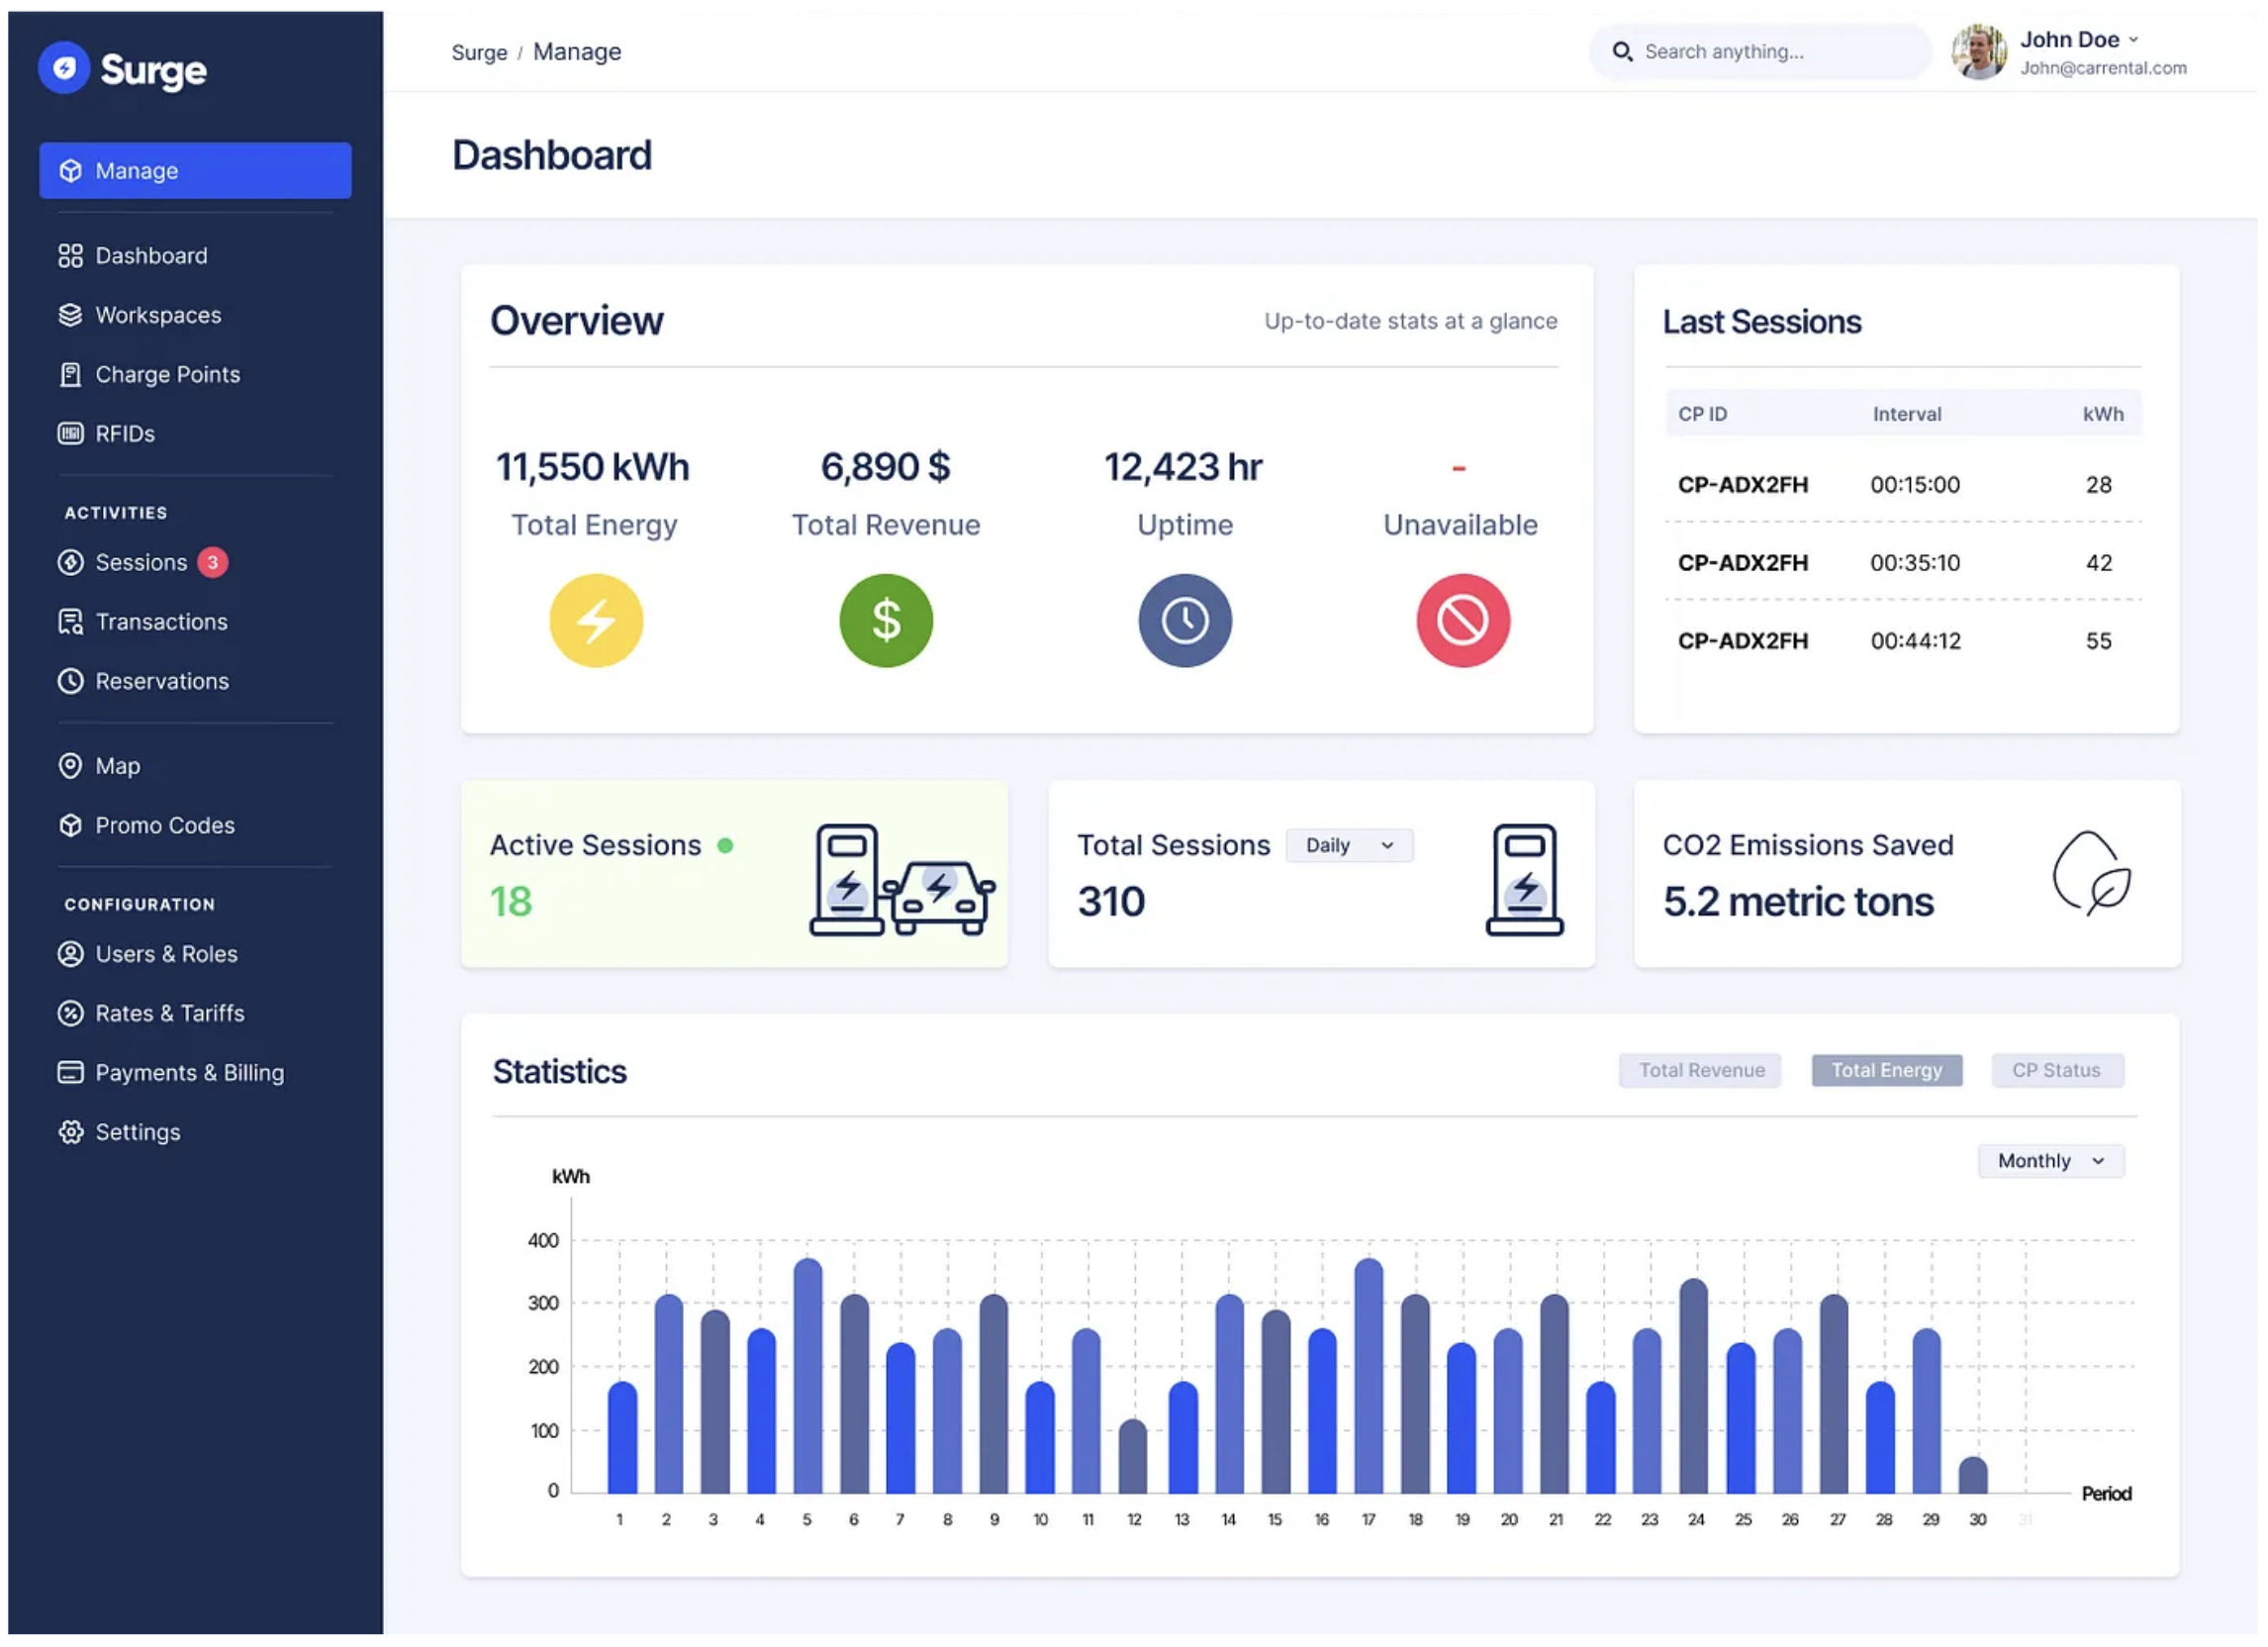 Surge
Manage
Dashboard
Workspaces
Charge Points
RFIDs
ACTIVITIES
Sessions 3
Transactions
Reservations
Map
Promo Codes
CONFIGURATION
Users & Roles
Rates & Tariffs
Payments & Billing
Settings
Surge / Manage
Search anything...
John Doe
John@carrental.com
Dashboard
Overview
Up-to-date stats at a glance
11,550 kWh
Total Energy
6,890 $
Total Revenue
$
12,423 hr
Uptime
-
Unavailable
Last Sessions
CP ID Interval kWh
CP-ADX2FH 00:15:00 28
CP-ADX2FH 00:35:10 42
CP-ADX2FH 00:44:12 55
Active Sessions
18
Total Sessions Daily
310
CO2 Emissions Saved
5.2 metric tons
Statistics
Total Revenue Total Energy CP Status
Monthly
kWh
400
300
200
100
0
1 2 3 4 5 6 7 8 9 10 11 12 13 14 15 16 17 18 19 20 21 22 23 24 25 26 27 28 29 30 31
Period